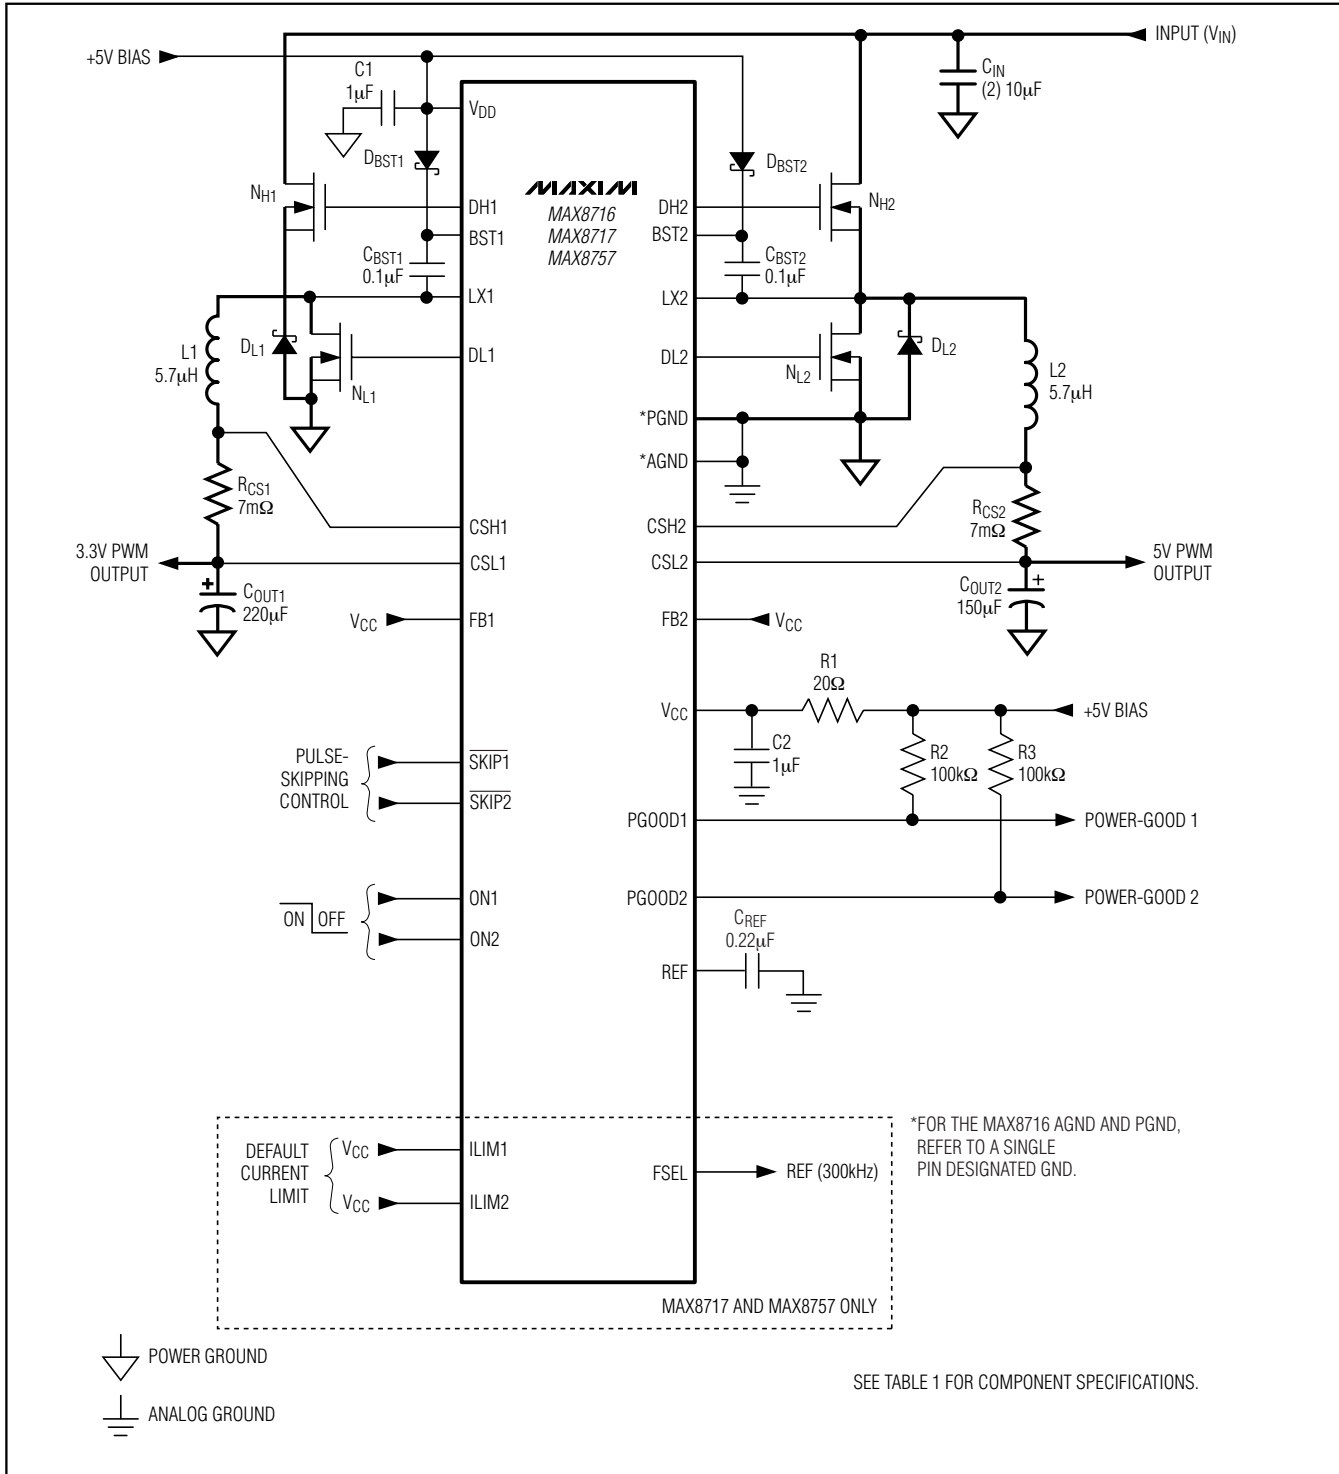 INPUT (VIN)
+5V BIAS
CIN
(2) 10µF
C1
1µF
VDD
DBST1
DBST2
MAXIM
MAX8716
MAX8717
MAX8757
NH1
DH1
DH2
NH2
BST1
BST2
CBST1
0.1µF
CBST2
0.1µF
LX1
LX2
L1
5.7µH
DL1
NL1
DL1
DL2
NL2
DL2
L2
5.7µH
*PGND
*AGND
RCS1
7mΩ
CSH1
CSH2
RCS2
7mΩ
3.3V PWM
OUTPUT
CSL1
CSL2
5V PWM
OUTPUT
+
COUT1
220µF
COUT2
150µF
+
VCC
FB1
FB2
VCC
R1
20Ω
VCC
+5V BIAS
C2
1µF
R2
100kΩ
R3
100kΩ
PULSE-
SKIPPING
CONTROL
SKIP1
SKIP2
PGOOD1
POWER-GOOD 1
ON OFF
ON1
ON2
PGOOD2
POWER-GOOD 2
CREF
0.22µF
REF
DEFAULT
CURRENT
LIMIT
VCC
ILIM1
VCC
ILIM2
FSEL
REF (300kHz)
*FOR THE MAX8716 AGND AND PGND,
REFER TO A SINGLE
PIN DESIGNATED GND.
MAX8717 AND MAX8757 ONLY
POWER GROUND
ANALOG GROUND
SEE TABLE 1 FOR COMPONENT SPECIFICATIONS.